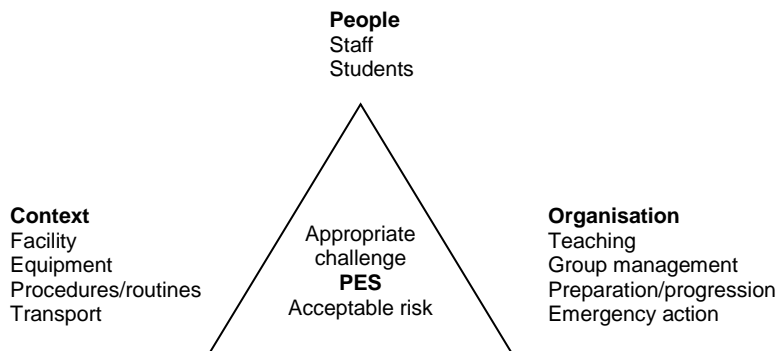 People
Staff
Students
Context
Facility
Equipment
Procedures/routines
Transport
Appropriate
challenge
PES
Acceptable risk
Organisation
Teaching
Group management
Preparation/progression
Emergency action